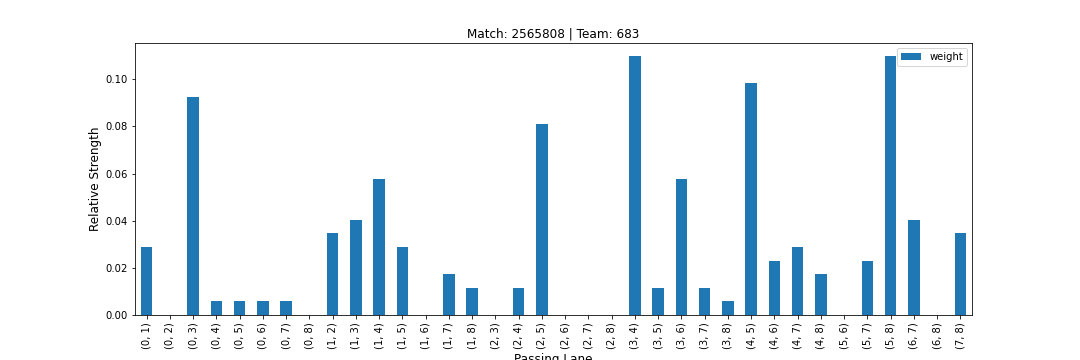 Match: 2565808 | Team: 683
weight
Relative Strength
0.10
0.08
0.06
0.04
0.02
0.00
(0, 1) (0, 2) (0, 3) (0, 4) (0, 5) (0, 6) (0, 7) (0, 8) (1, 2) (1, 3) (1, 4) (1, 5) (1, 6) (1, 7) (1, 8) (2, 3) (2, 4) (2, 5) (2, 6) (2, 7) (2, 8) (3, 4) (3, 5) (3, 6) (3, 7) (3, 8) (4, 5) (4, 6) (4, 7) (4, 8) (5, 6) (5, 7) (5, 8) (6, 7) (6, 8) (7, 8)
Passing Lane